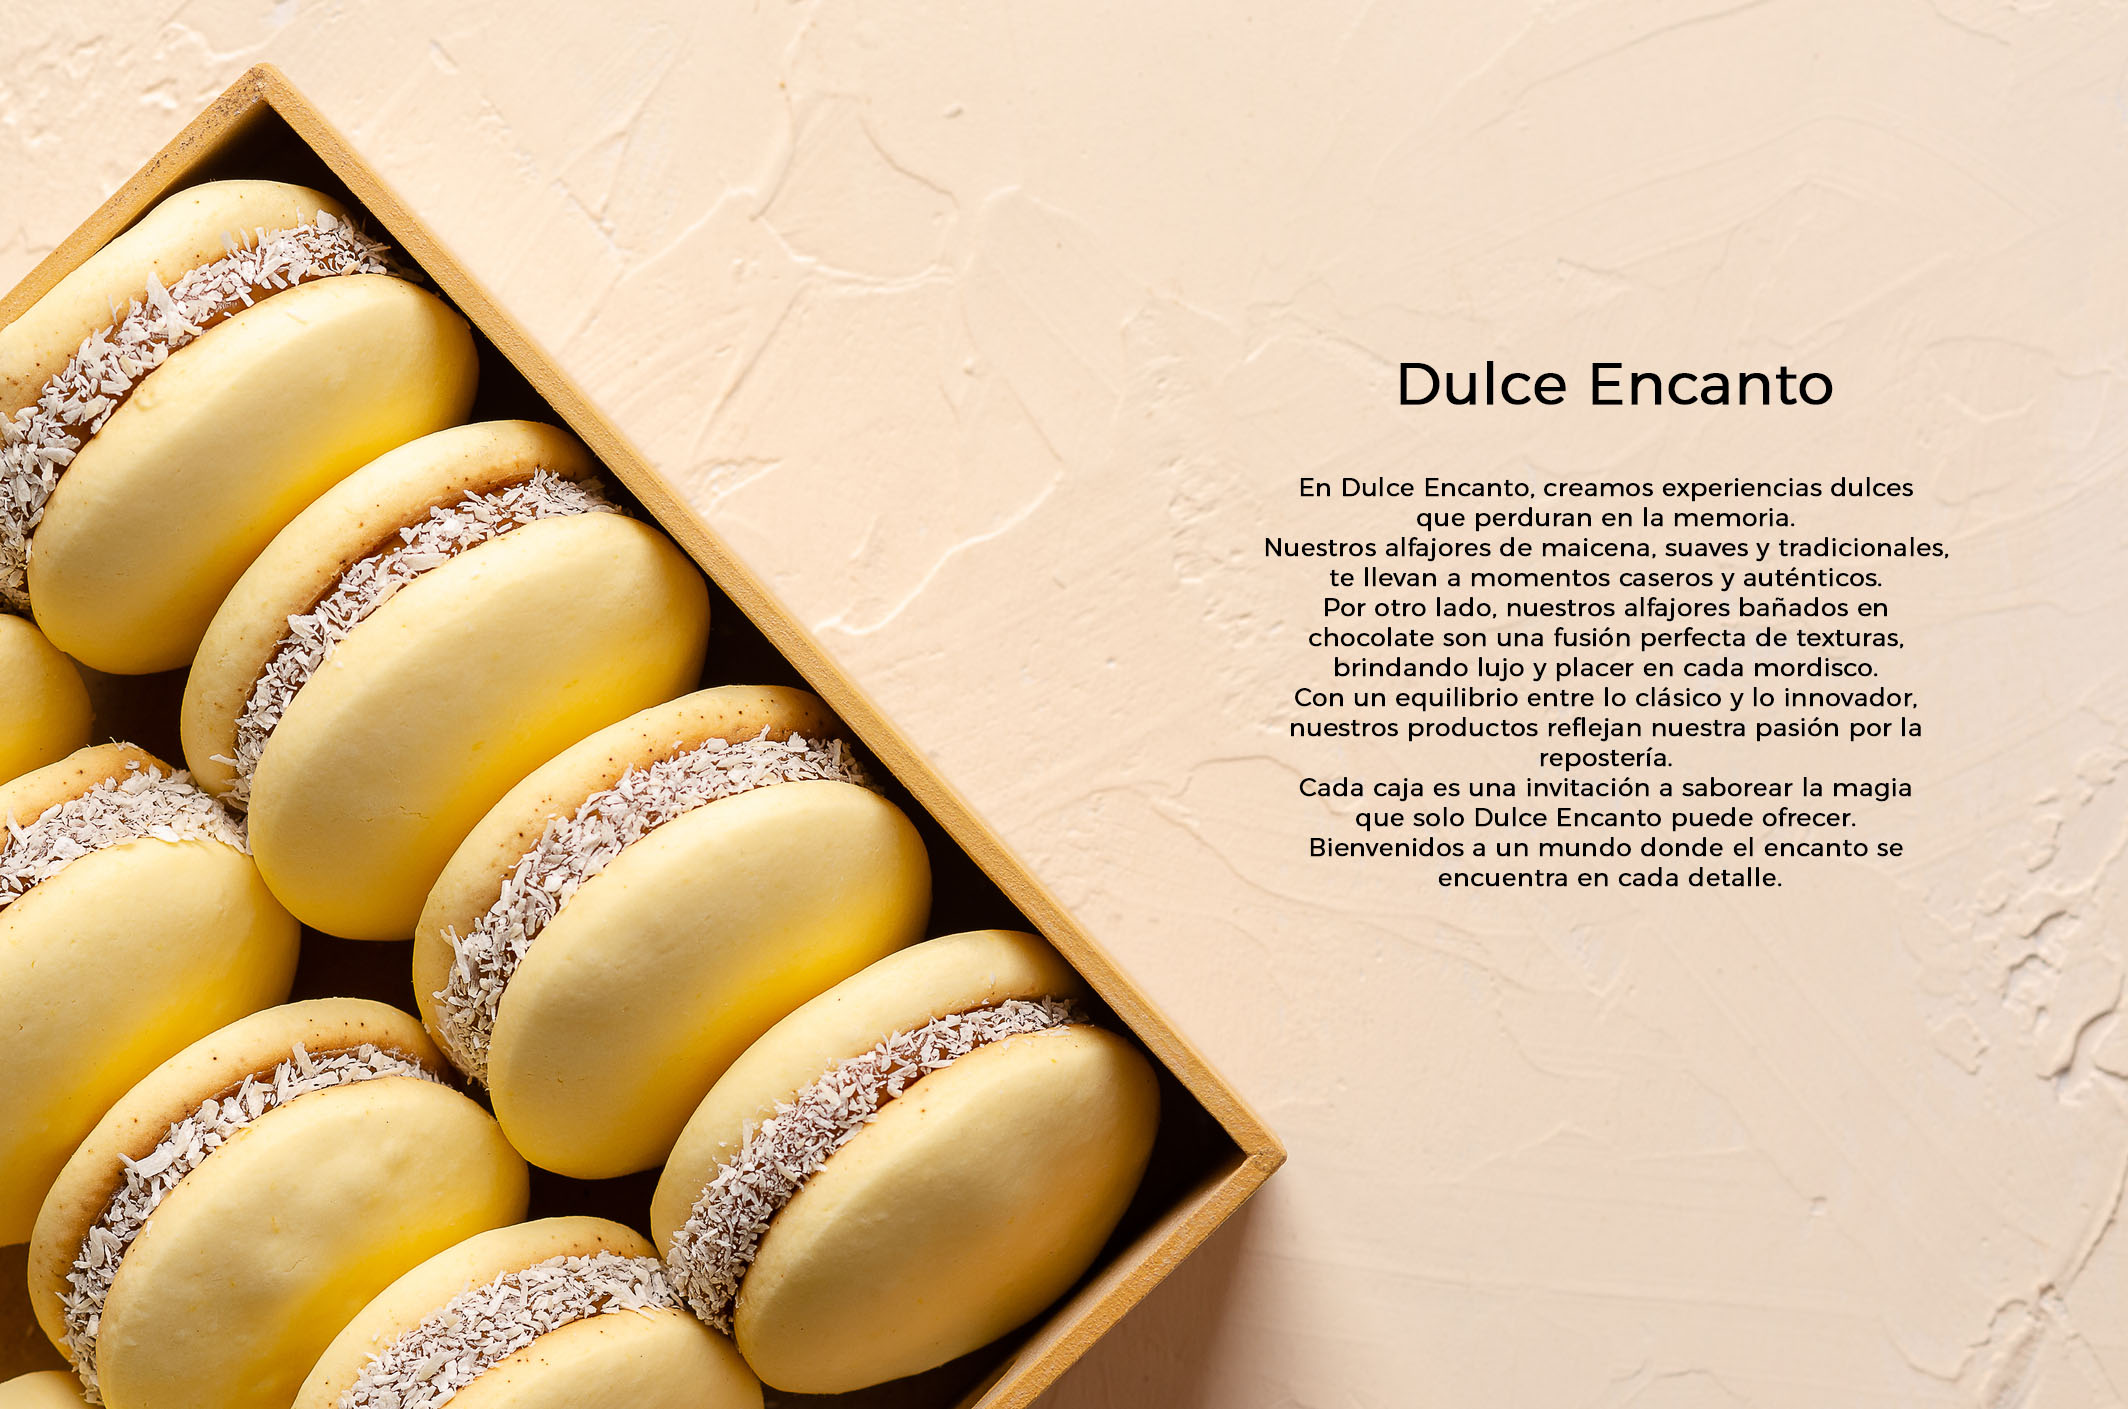 Dulce Encanto
En Dulce Encanto, creamos experiencias dulces
que perduran en la memoria.
Nuestros alfajores de maicena, suaves y tradicionales,
te llevan a momentos caseros y auténticos.
Por otro lado, nuestros alfajores bañados en
chocolate son una fusión perfecta de texturas,
brindando lujo y placer en cada mordisco.
Con un equilibrio entre lo clásico y lo innovador,
nuestros productos reflejan nuestra pasión por la
repostería.
Cada caja es una invitación a saborear la magia
que solo Dulce Encanto puede ofrecer.
Bienvenidos a un mundo donde el encanto se
encuentra en cada detalle.